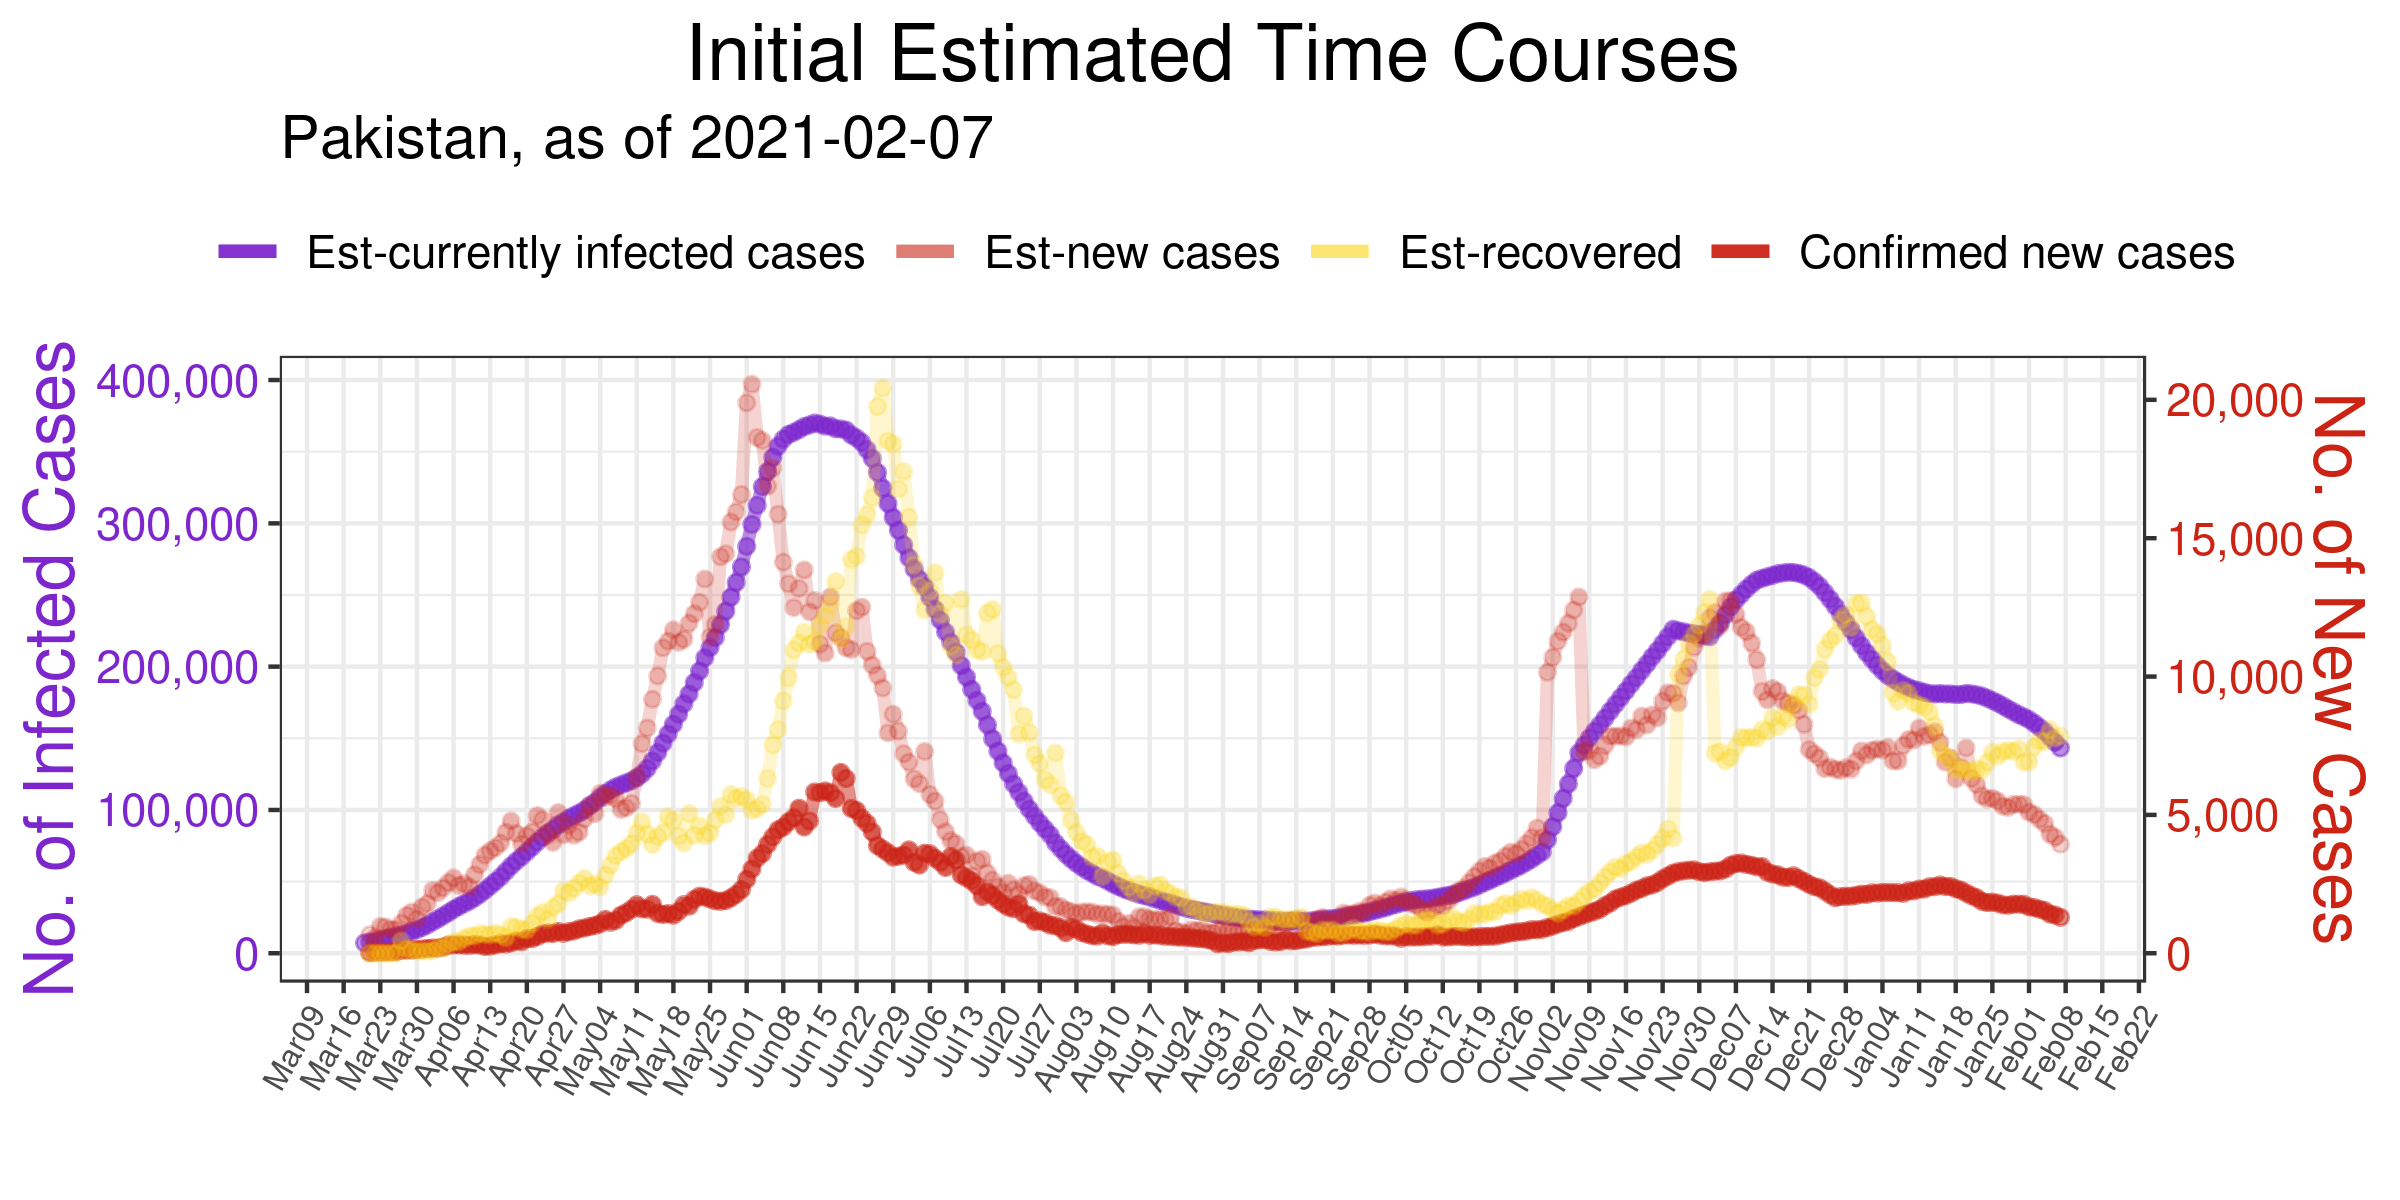 Initial Estimated Time Courses
Pakistan, as of 2021-02-07
Est-currently infected cases Est-new cases Est-recovered Confirmed new cases
No. of Infected Cases
400,000
300,000
200,000
100,000
0
20,000
15,000
10,000
5,000
0
No. of New Cases
Mar09 Mar16 Mar23 Mar30 Apr06 Apr13 Apr20 Apr27 May04 May11 May18 May25 Jun01 Jun08 Jun15 Jun22 Jun29 Jul06 Jul13 Jul20 Jul27 Aug03 Aug10 Aug17 Aug24 Aug31 Sep07 Sep14 Sep21 Sep28 Oct05 Oct12 Oct19 Oct26 Nov02 Nov09 Nov16 Nov23 Nov30 Dec07 Dec14 Dec21 Dec28 Jan04 Jan11 Jan18 Jan25 Feb01 Feb08 Feb15 Feb22